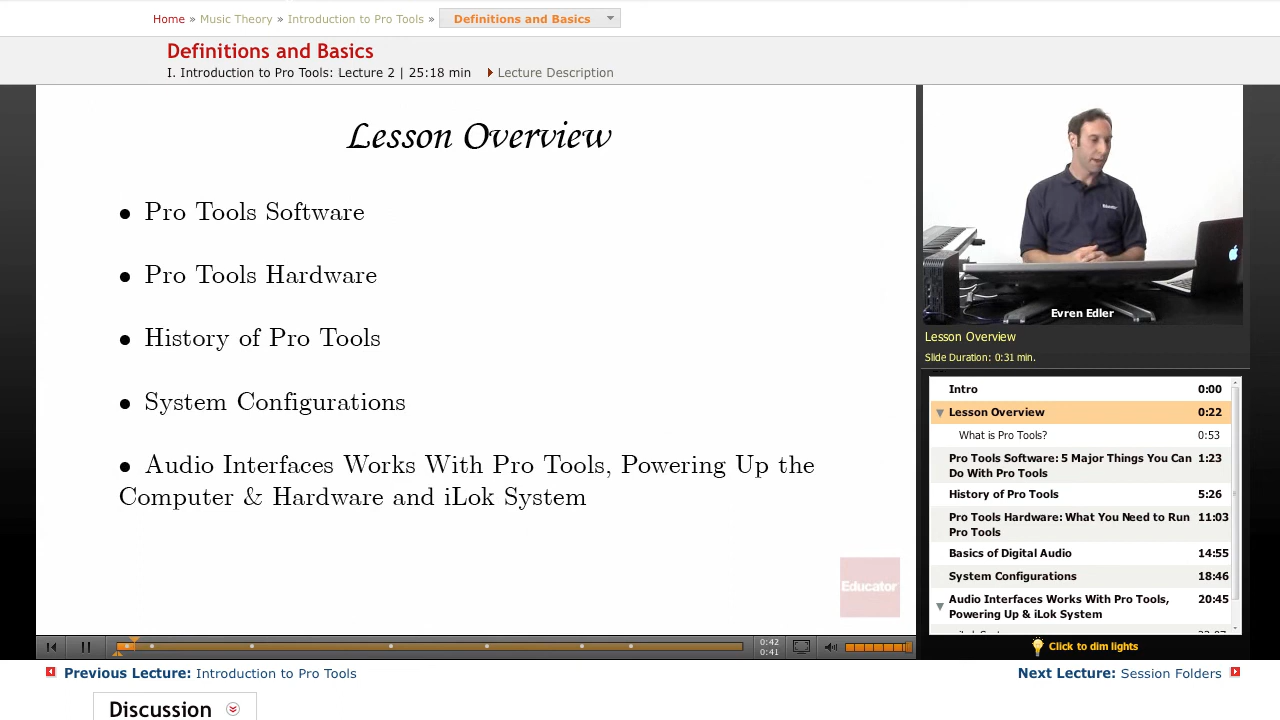 Home » Music Theory » Introduction to Pro Tools » Definitions and Basics
Definitions and Basics
I. Introduction to Pro Tools: Lecture 2 | 25:18 min Lecture Description
Lesson Overview
• Pro Tools Software
• Pro Tools Hardware
• History of Pro Tools
• System Configurations
• Audio Interfaces Works With Pro Tools, Powering Up the
Computer & Hardware and iLok System
Educator
Evren Edler
Lesson Overview
Slide Duration: 0:31 min.
Intro 0:00
Lesson Overview 0:22
What is Pro Tools? 0:53
Pro Tools Software: 5 Major Things You Can 1:23
Do With Pro Tools
History of Pro Tools 5:26
Pro Tools Hardware: What You Need to Run 11:03
Pro Tools
Basics of Digital Audio 14:55
System Configurations 18:46
Audio Interfaces Works With Pro Tools, 20:45
Powering Up & iLok System
0:42
0:41
Click to dim lights
Previous Lecture: Introduction to Pro Tools
Next Lecture: Session Folders
Discussion